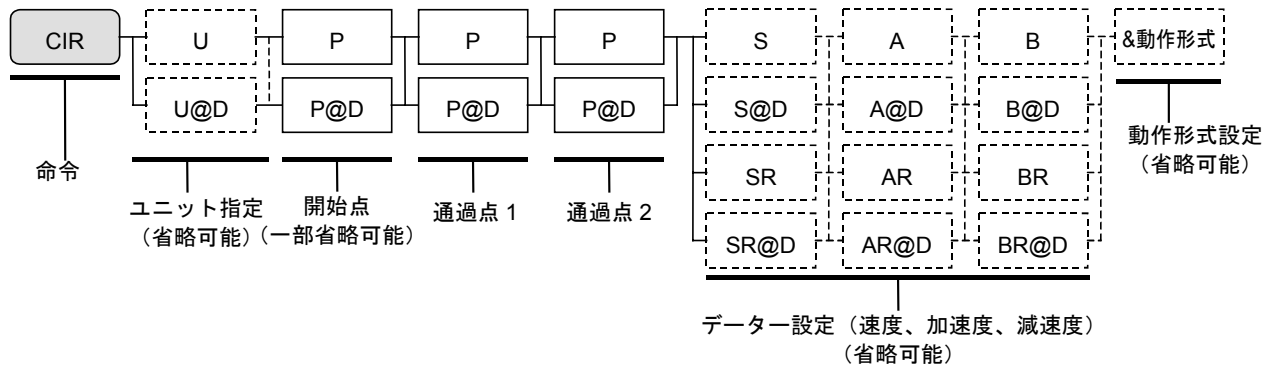 CIR U P P P S A B &動作形式
U@D P@D P@D P@D S@D A@D B@D
SR AR BR
SR@D AR@D BR@D
命令
ユニット指定
（省略可能）
開始点
（一部省略可能）
通過点 1
通過点 2
動作形式設定
（省略可能）
データー設定（速度、加速度、減速度）
（省略可能）